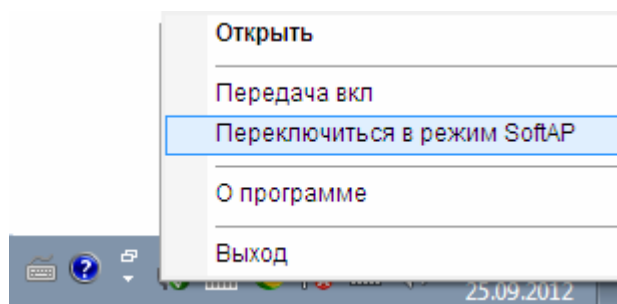 Открыть
Передача вкл
Переключиться в режим SoftAP
О программе
Выход
25.09.2012